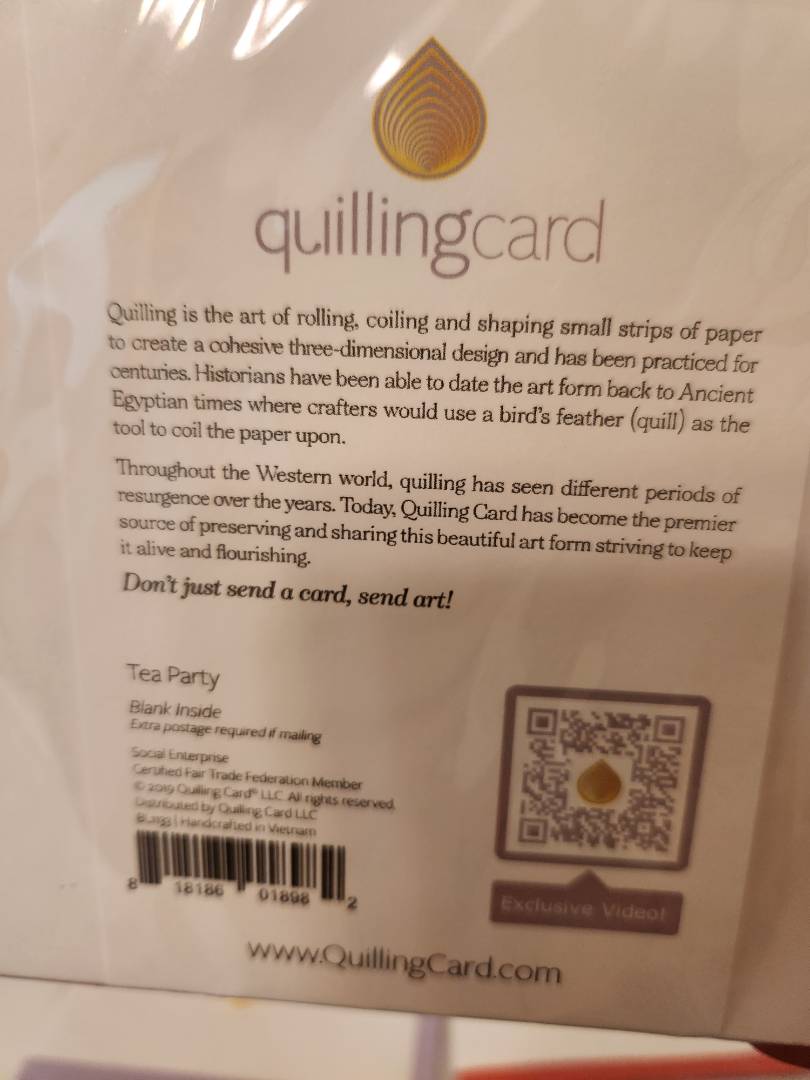 quillingcard
Quilling is the art of rolling, coiling and shaping small strips of paper
to create a cohesive three-dimensional design and has been practiced for
centuries. Historians have been able to date the art form back to Ancient
Egyptian times where crafters would use a bird's feather (quill) as the
tool to coil the paper upon.
Throughout the Western world, quilling has seen different periods of
resurgence over the years. Today, Quilling Card has become the premier
source of preserving and sharing this beautiful art form striving to keep
it alive and flourishing.
Don't just send a card, send art!
Tea Party
Blank Inside
Extra postage required if mailing
Social Enterprise
Certified Fair Trade Federation Member
© 2019 Quilling Card® LLC. All rights reserved.
Distributed by Quilling Card LLC
| Handcrafted in Vietnam
8 18186 01898 2
Exclusive Video!
www.QuillingCard.com